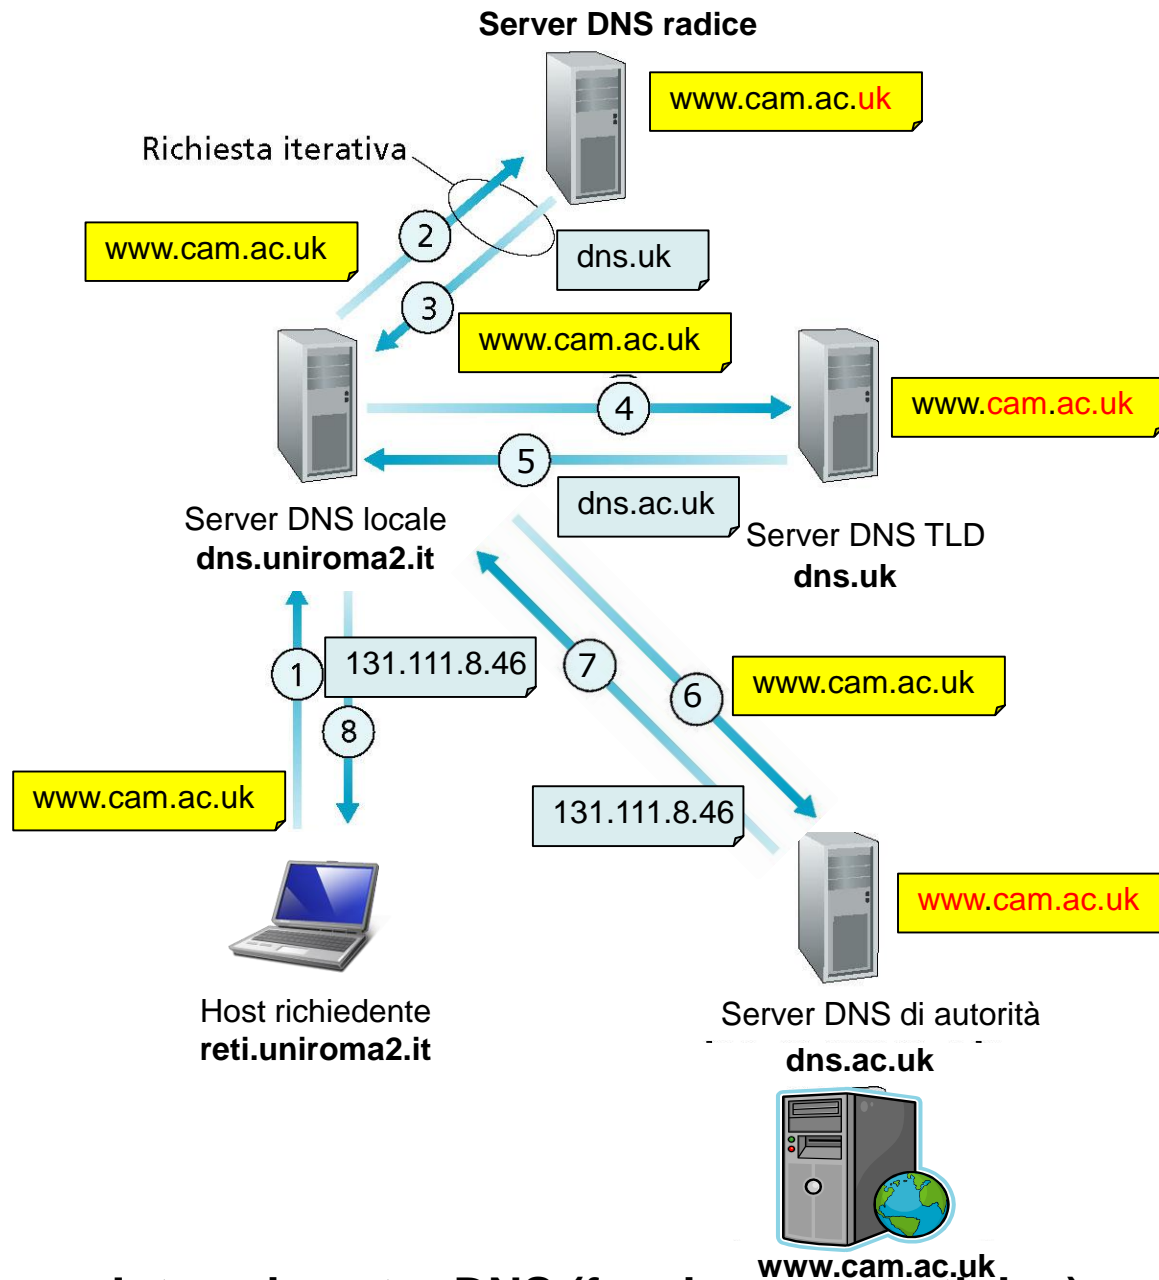 Server DNS radice
www.cam.ac.uk
Richiesta iterativa
www.cam.ac.uk
2
dns.uk
3
www.cam.ac.uk
4
www.cam.ac.uk
5
dns.ac.uk
Server DNS locale
dns.uniroma2.it
Server DNS TLD
dns.uk
1
131.111.8.46
7
6
www.cam.ac.uk
8
www.cam.ac.uk
131.111.8.46
www.cam.ac.uk
Host richiedente
reti.uniroma2.it
Server DNS di autorità
dns.ac.uk
www.cam.ac.uk
DNS